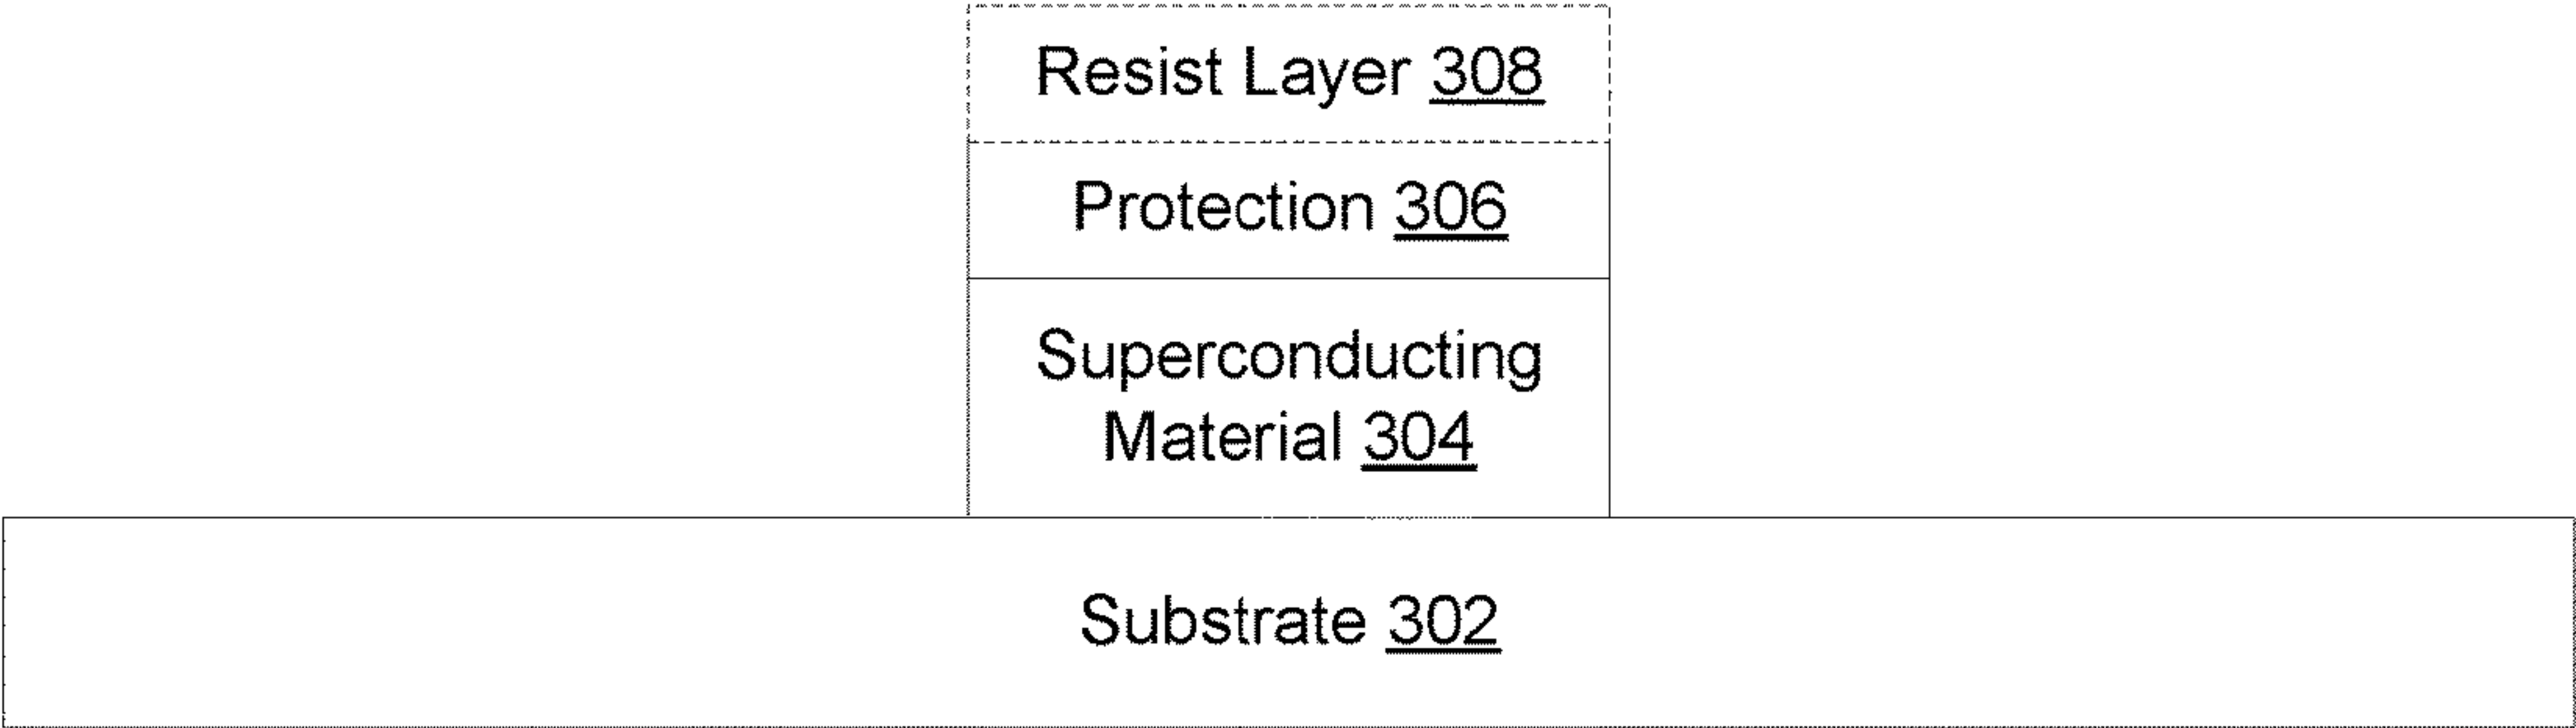 Resist Layer 308
Protection 306
Superconducting
Material 304
Substrate 302